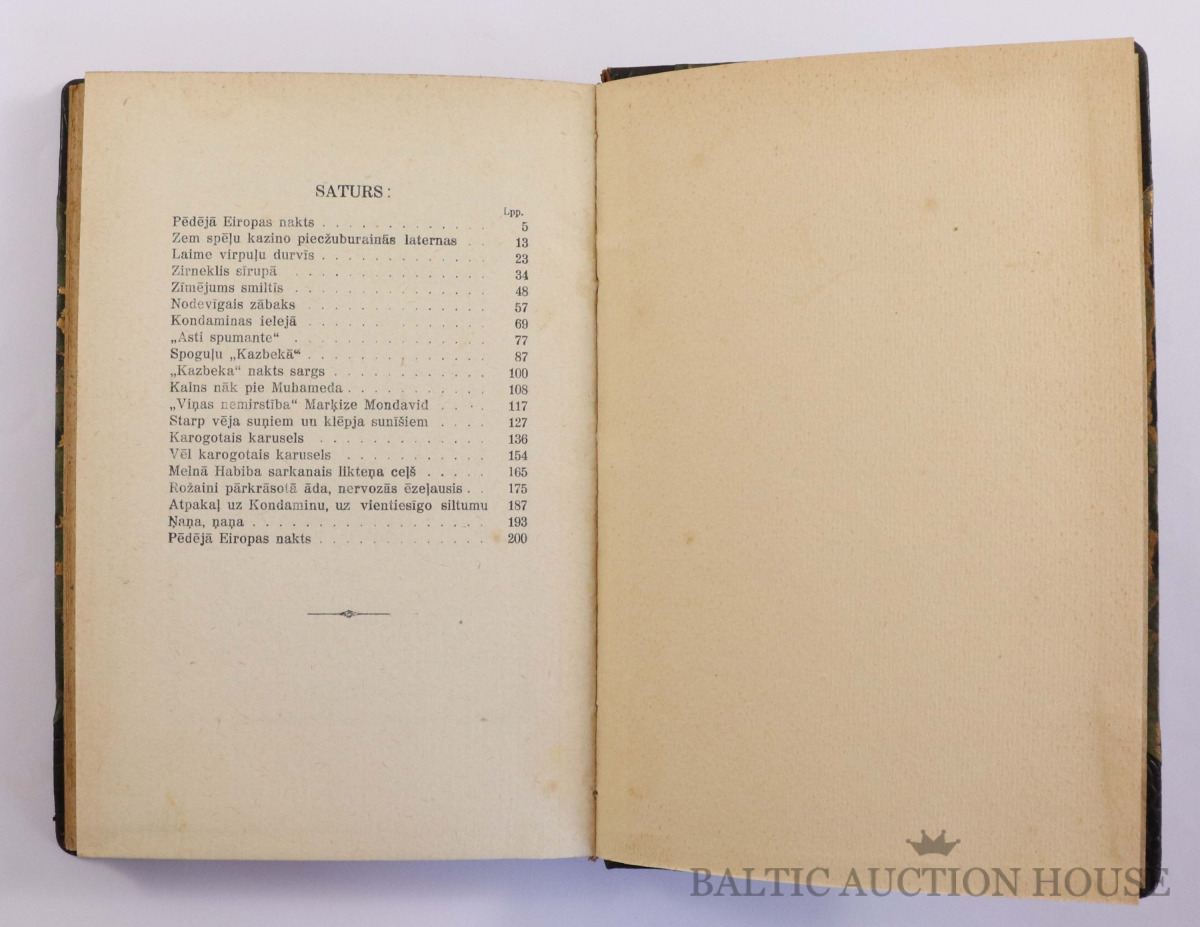 SATURS:
Lpp.
Pēdējā Eiropas nakts . . . . . . . . . . . . . 5
Zem spēļu kazino piecžuburainās laternas . . 13
Laime virpuļu durvīs . . . . . . . . . . . . . 23
Zirneklis sīrupā . . . . . . . . . . . . . . . 34
Zīmējums smiltīs . . . . . . . . . . . . . . . 48
Nodevīgais zābaks . . . . . . . . . . . . . . 57
Kondaminas ielejā . . . . . . . . . . . . . . 69
„Asti spumante“ . . . . . . . . . . . . . . . 77
Spoguļu „Kazbekā“ . . . . . . . . . . . . . . 87
„Kazbeka“ nakts sargs . . . . . . . . . . . . 100
Kalns nāk pie Muhameda . . . . . . . . . . . 108
„Viņas nemirstība“ Marķize Mondavid . . . . 117
Starp vēja suņiem un klēpja sunīšiem . . . . 127
Karogotais karusels . . . . . . . . . . . . . 136
Vēl karogotais karusels . . . . . . . . . . . 154
Melnā Habiba sarkanais likteņa ceļš . . . . . 165
Rožaini pārkrāsotā āda, nervozās ēzeļausis . . 175
Atpakaļ uz Kondaminu, uz vientiesīgo siltumu 187
Ņaņa, ņaņa . . . . . . . . . . . . . . . . . . 193
Pēdējā Eiropas nakts . . . . . . . . . . . . . 200
BALTIC AUCTION HOUSE